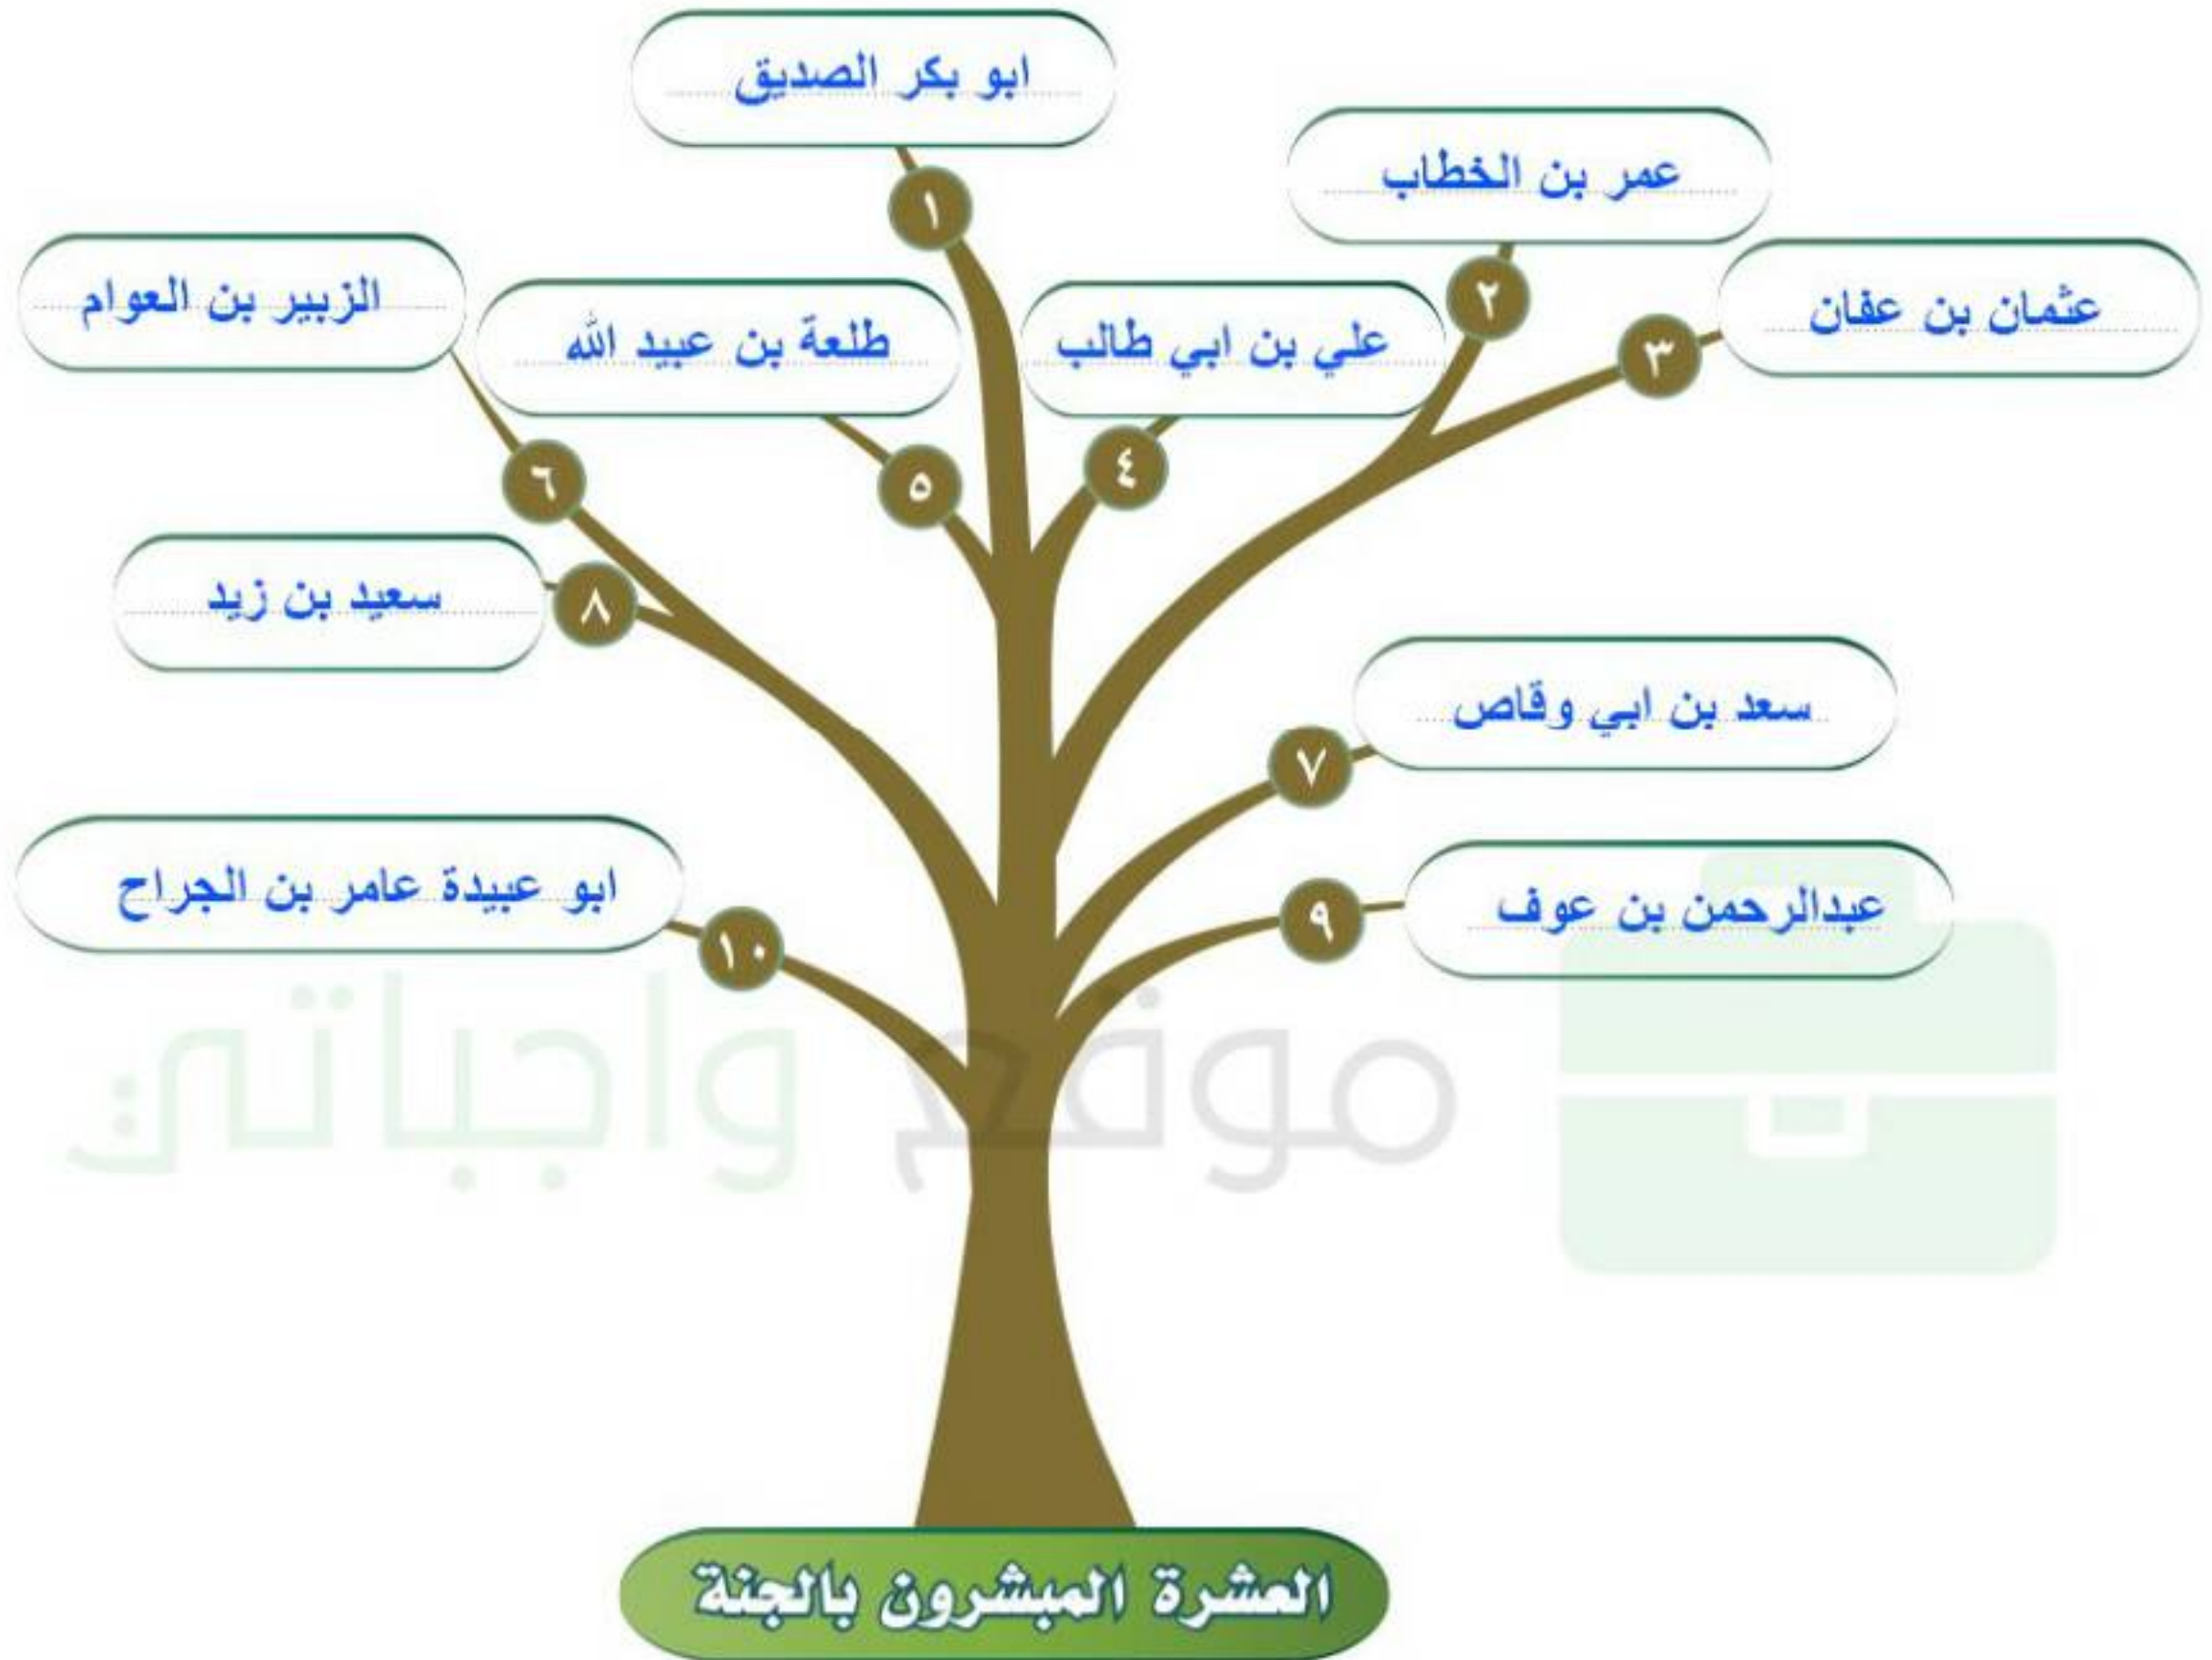 ابو بكر الصديق
١
عمر بن الخطاب
٢
عثمان بن عفان
٣
علي بن ابي طالب
٤
طلعة بن عبيد الله
٥
الزبير بن العوام
٦
سعد بن ابي وقاص
٧
سعيد بن زيد
٨
عبدالرحمن بن عوف
٩
ابو عبيدة عامر بن الجراح
١٠
موقع واجباتي
العشرة المبشرون بالجنة